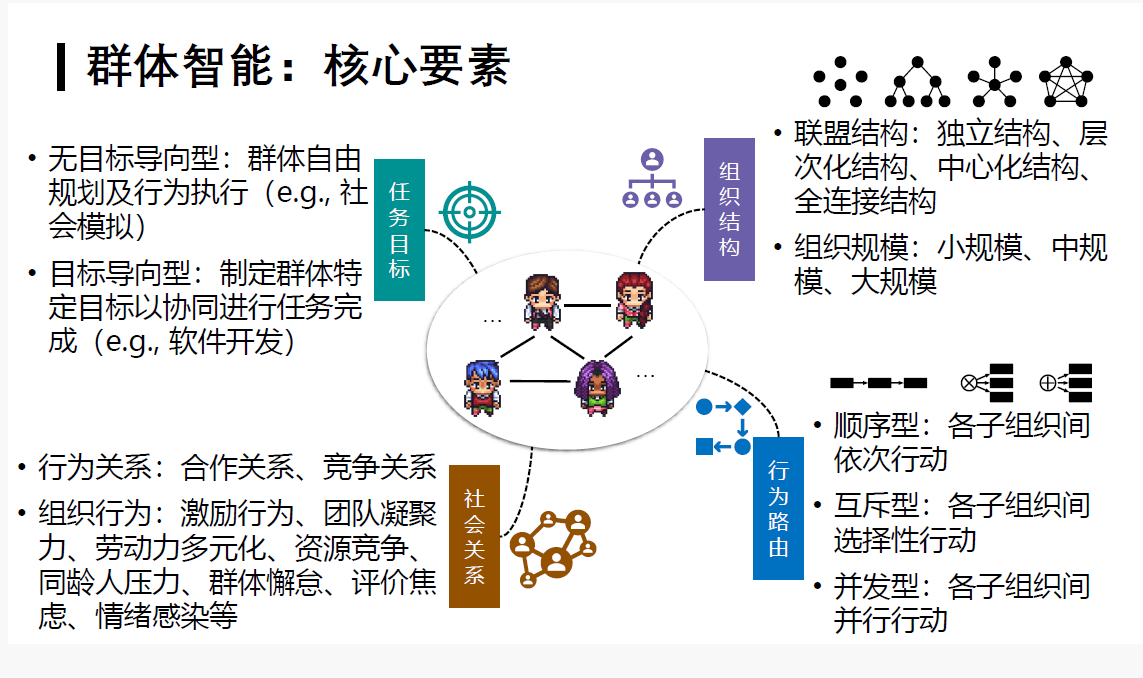 群体智能：核心要素
• 无目标导向型：群体自由
规划及行为执行（e.g., 社
会模拟）
• 目标导向型：制定群体特
定目标以协同进行任务完
成（e.g., 软件开发）
任务目标
组织结构
• 联盟结构：独立结构、层
次化结构、中心化结构、
全连接结构
• 组织规模：小规模、中规
模、大规模
…
…
• 行为关系：合作关系、竞争关系
• 组织行为：激励行为、团队凝聚
力、劳动力多元化、资源竞争、
同龄人压力、群体懈怠、评价焦
虑、情绪感染等
社会关系
行为路由
• 顺序型：各子组织间
依次行动
• 互斥型：各子组织间
选择性行动
• 并发型：各子组织间
并行行动